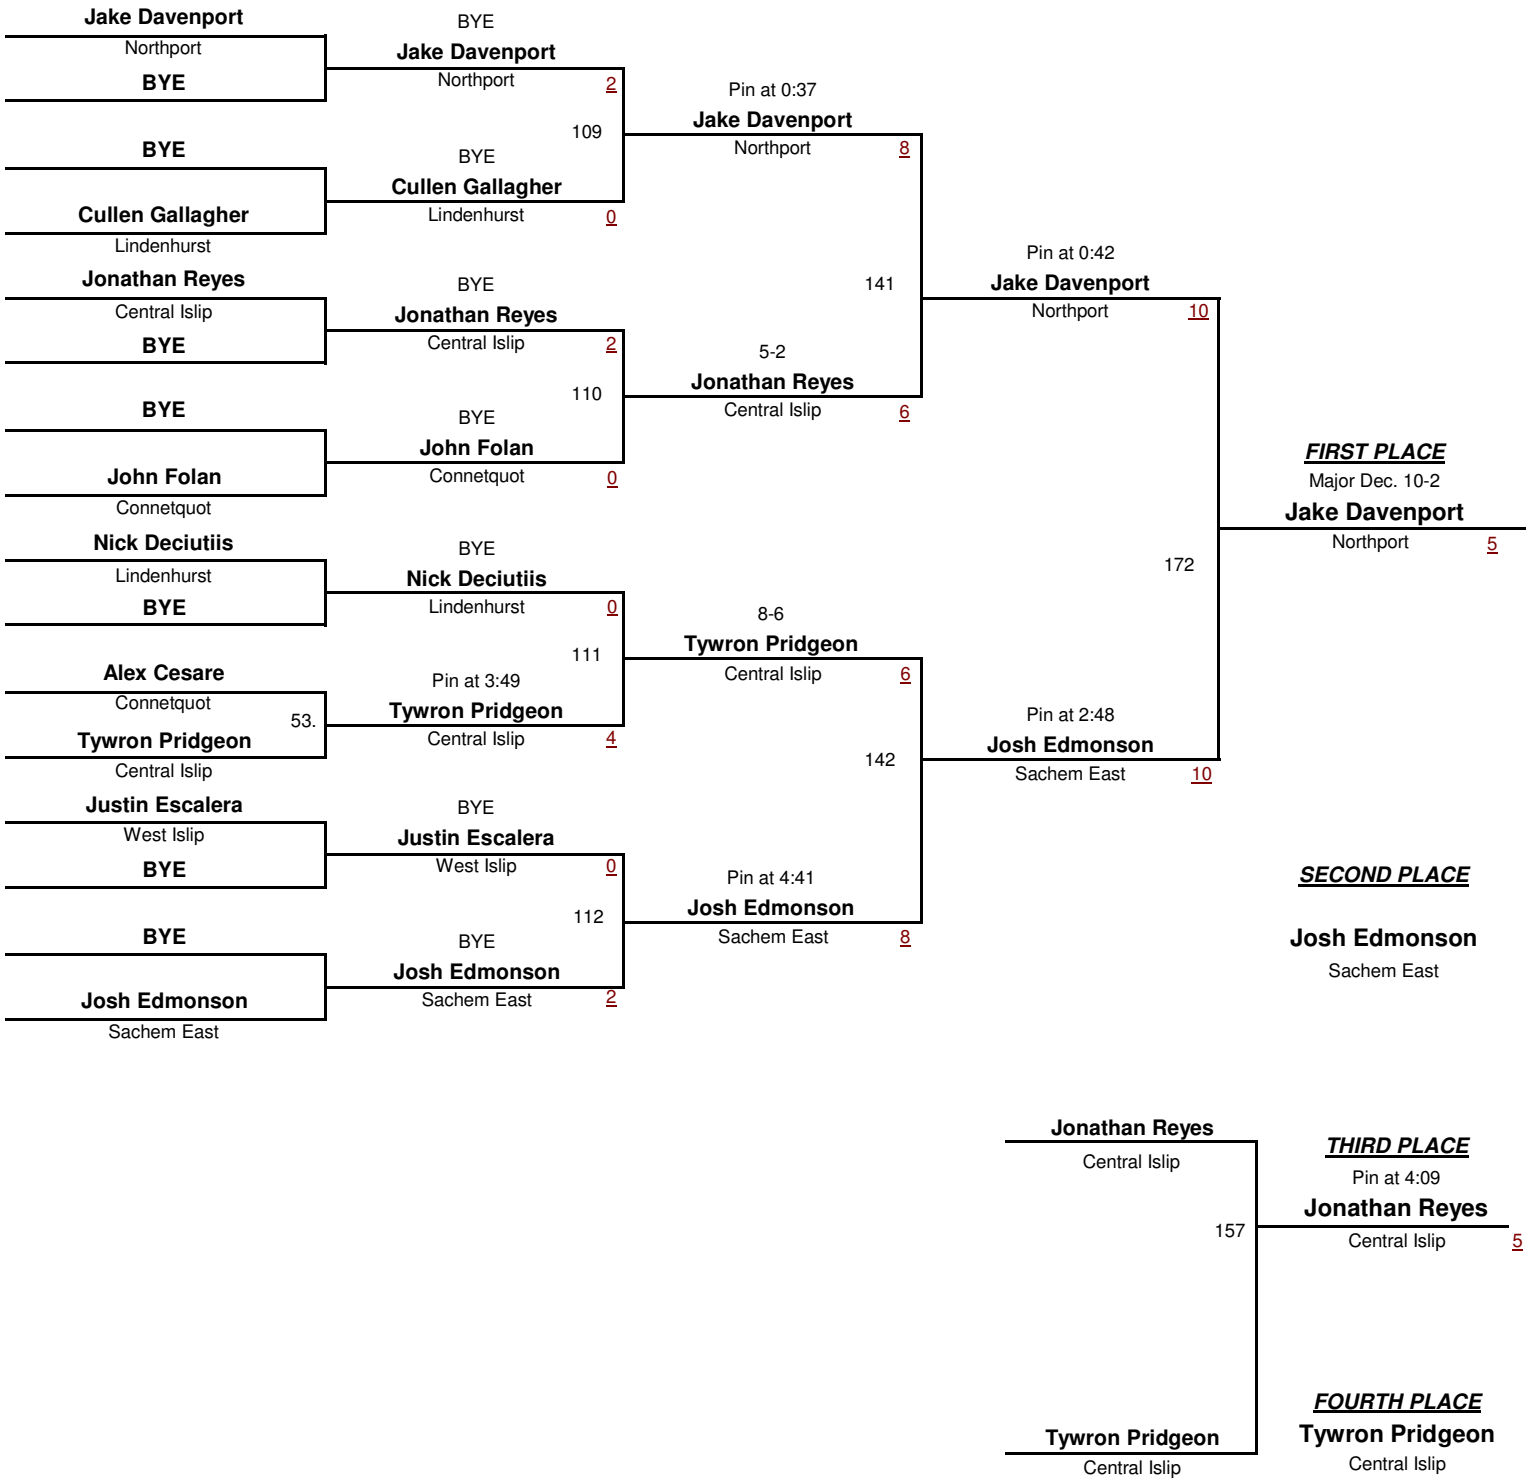 Jake Davenport
Northport
BYE
BYE
Cullen Gallagher
Lindenhurst
Jonathan Reyes
Central Islip
BYE
BYE
John Folan
Connetquot
Nick Deciutiis
Lindenhurst
BYE
Alex Cesare
Connetquot
53.
Tywron Pridgeon
Central Islip
Justin Escalera
West Islip
BYE
BYE
Josh Edmonson
Sachem East
BYE
Jake Davenport
Northport 2
109
BYE
Cullen Gallagher
Lindenhurst 0
BYE
Jonathan Reyes
Central Islip 2
110
BYE
John Folan
Connetquot 0
BYE
Nick Deciutiis
Lindenhurst 0
111
Pin at 3:49
Tywron Pridgeon
Central Islip 4
BYE
Justin Escalera
West Islip 0
112
BYE
Josh Edmonson
Sachem East 2
Pin at 0:37
Jake Davenport
Northport 8
141
5-2
Jonathan Reyes
Central Islip 6
8-6
Tywron Pridgeon
Central Islip 6
142
Pin at 4:41
Josh Edmonson
Sachem East 8
Pin at 0:42
Jake Davenport
Northport 10
172
Pin at 2:48
Josh Edmonson
Sachem East 10
FIRST PLACE
Major Dec. 10-2
Jake Davenport
Northport 5
SECOND PLACE
Josh Edmonson
Sachem East
Jonathan Reyes
Central Islip
157
Tywron Pridgeon
Central Islip
THIRD PLACE
Pin at 4:09
Jonathan Reyes
Central Islip 5
FOURTH PLACE
Tywron Pridgeon
Central Islip